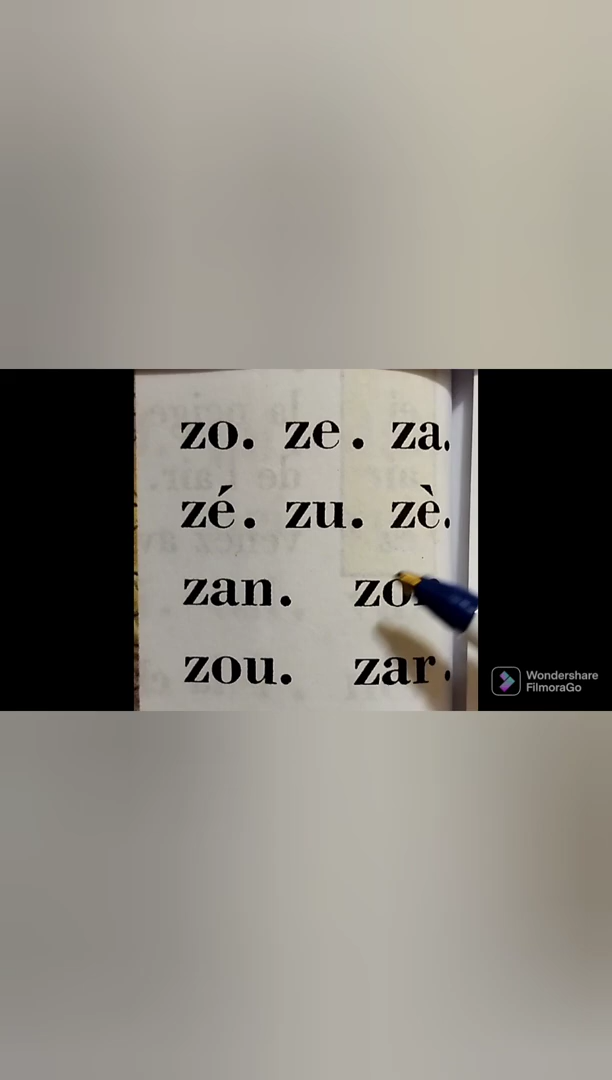 zo. ze. za.
zé. zu. zè.
zan.
zou. zar.
Wondershare
FilmoraGo